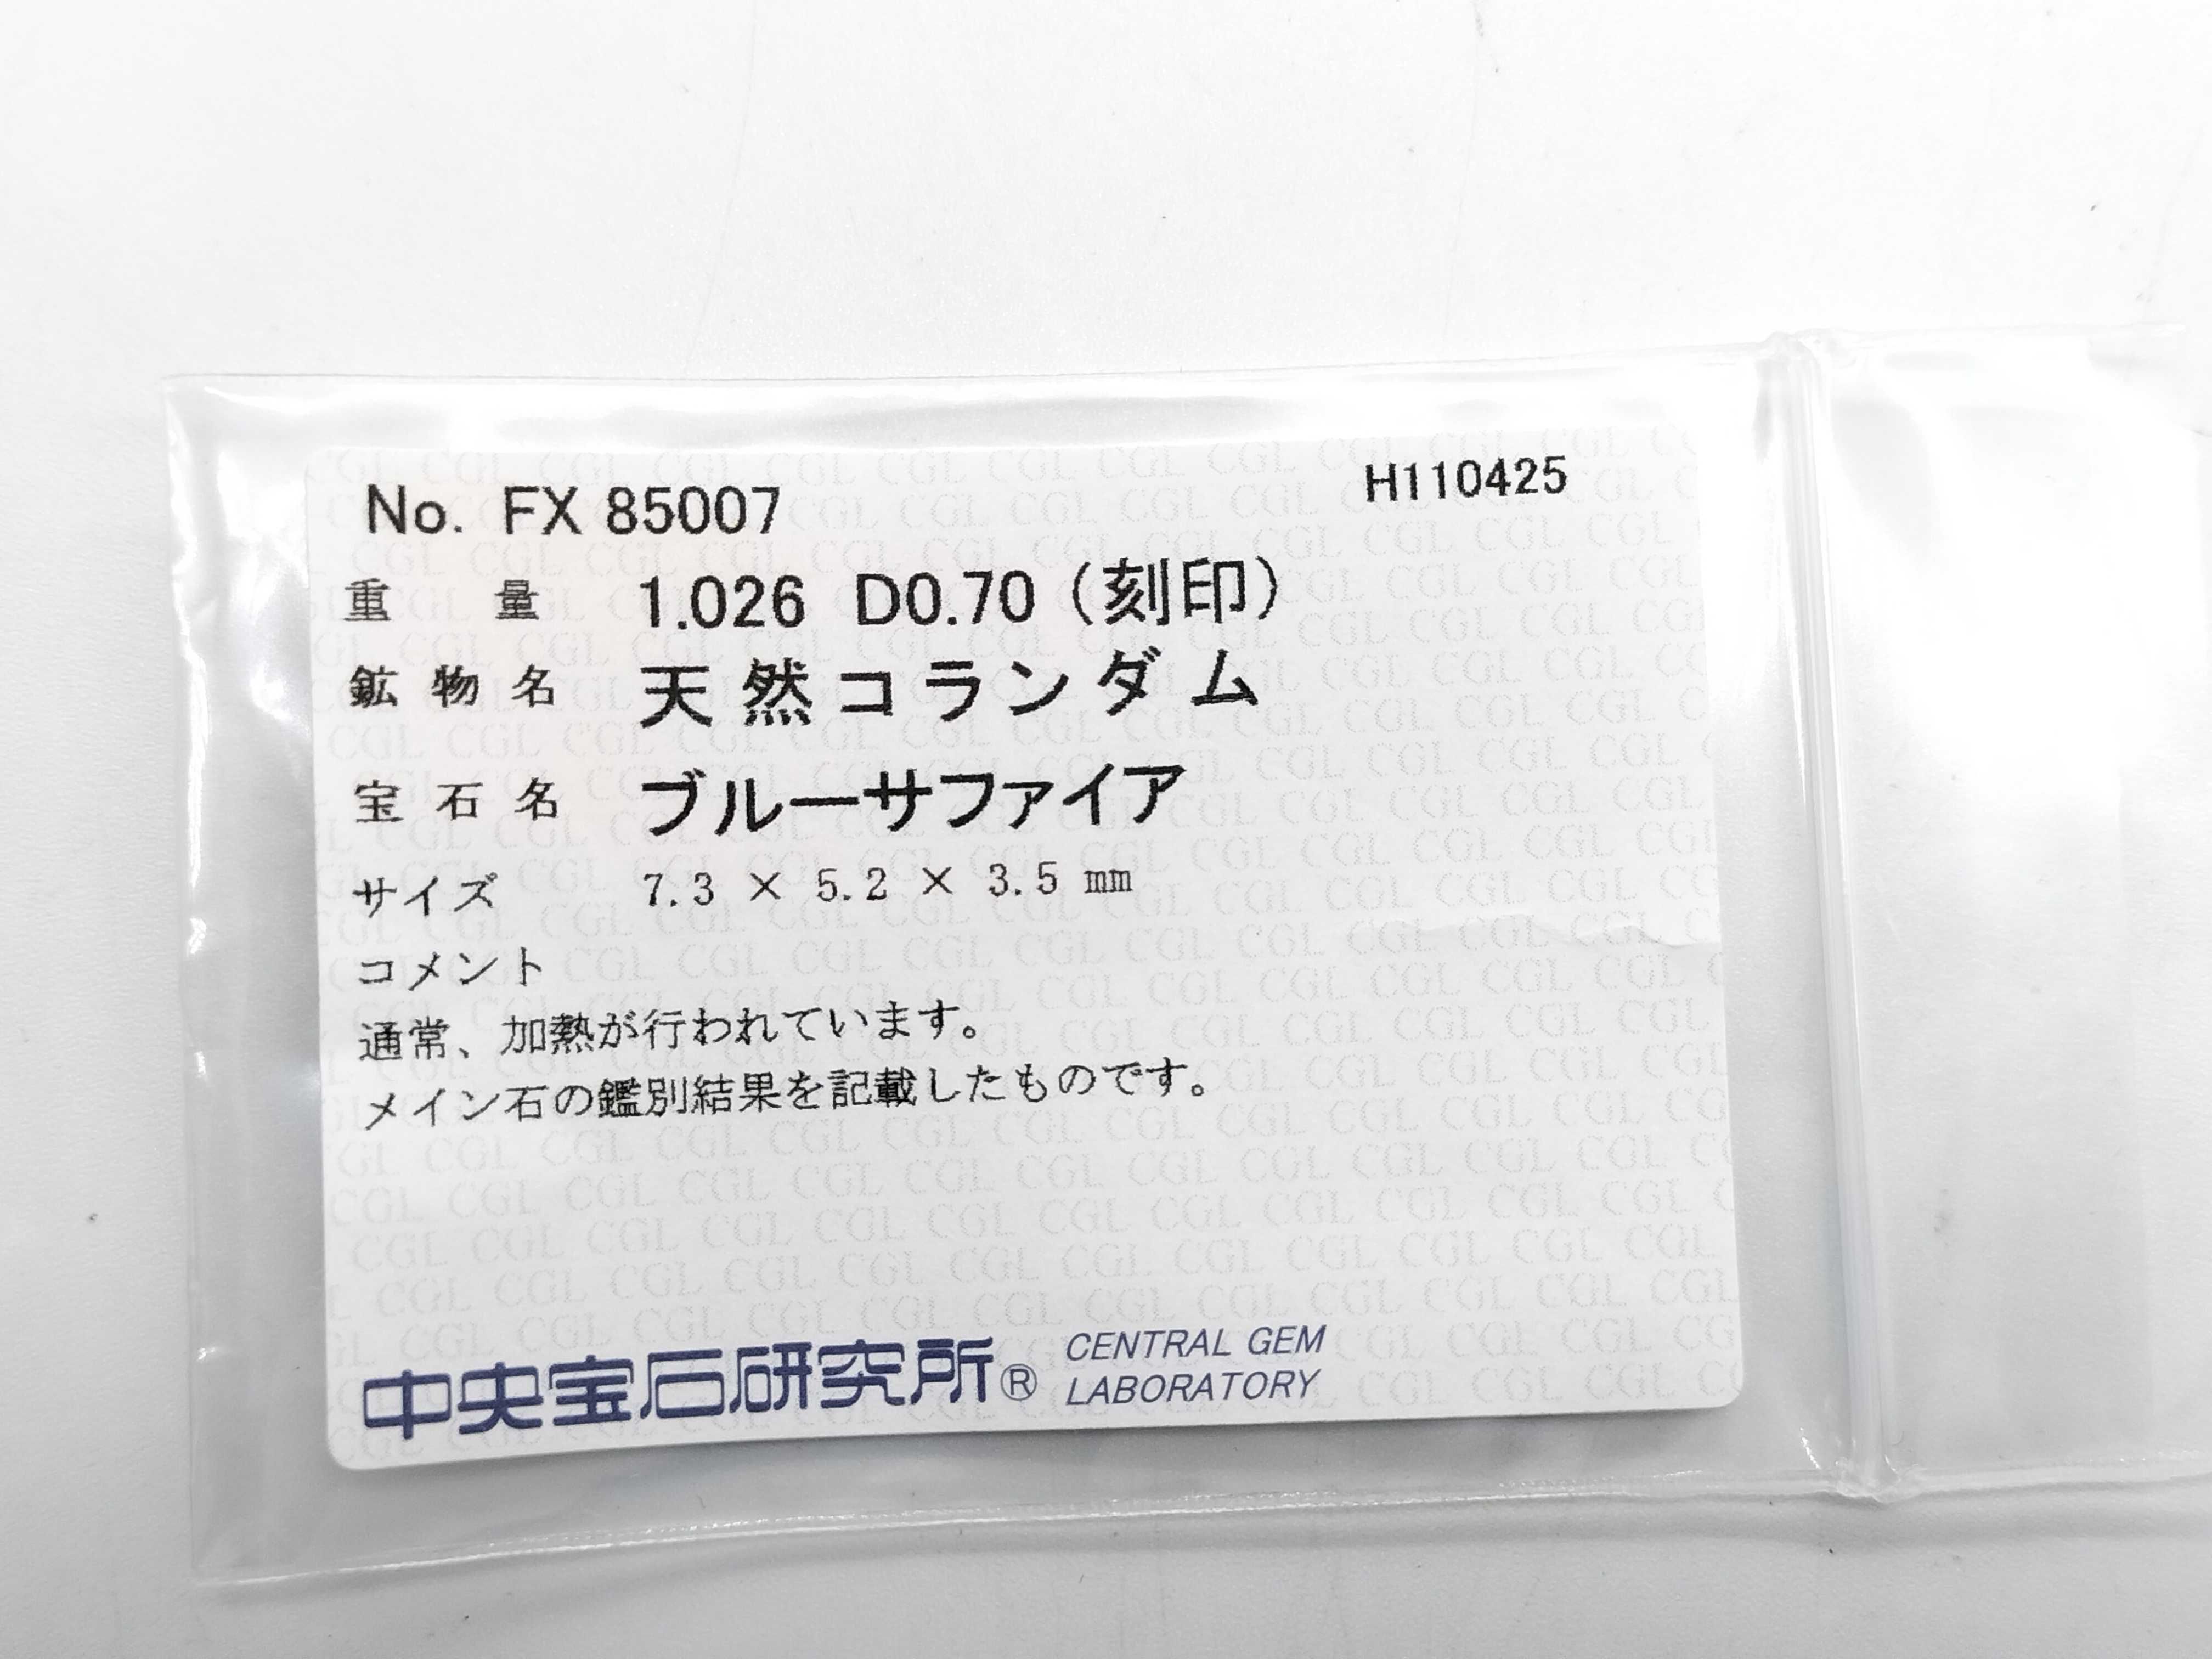 No. FX 85007
H110425
重量 1.026 D0.70 (刻印)
鉱物名 天然コランダム
宝石名 ブルーサファイア
サイズ 7.3 × 5.2 × 3.5 mm
コメント
通常、加熱が行われています。
メイン石の鑑別結果を記載したものです。
中央宝石研究所® CENTRAL GEM
LABORATORY